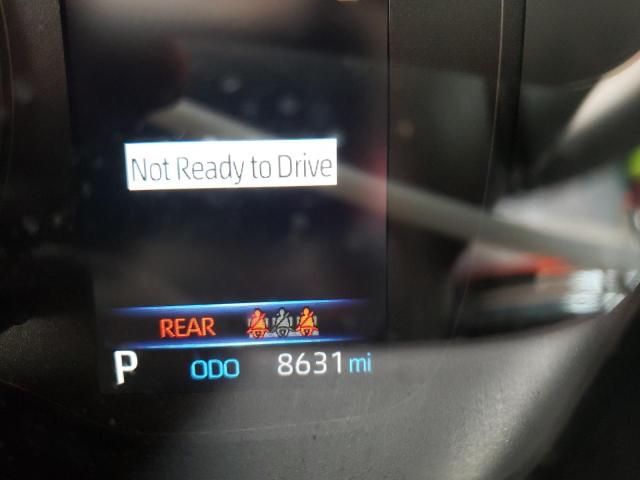 Not Ready to Drive
REAR
P ODO 8631 mi